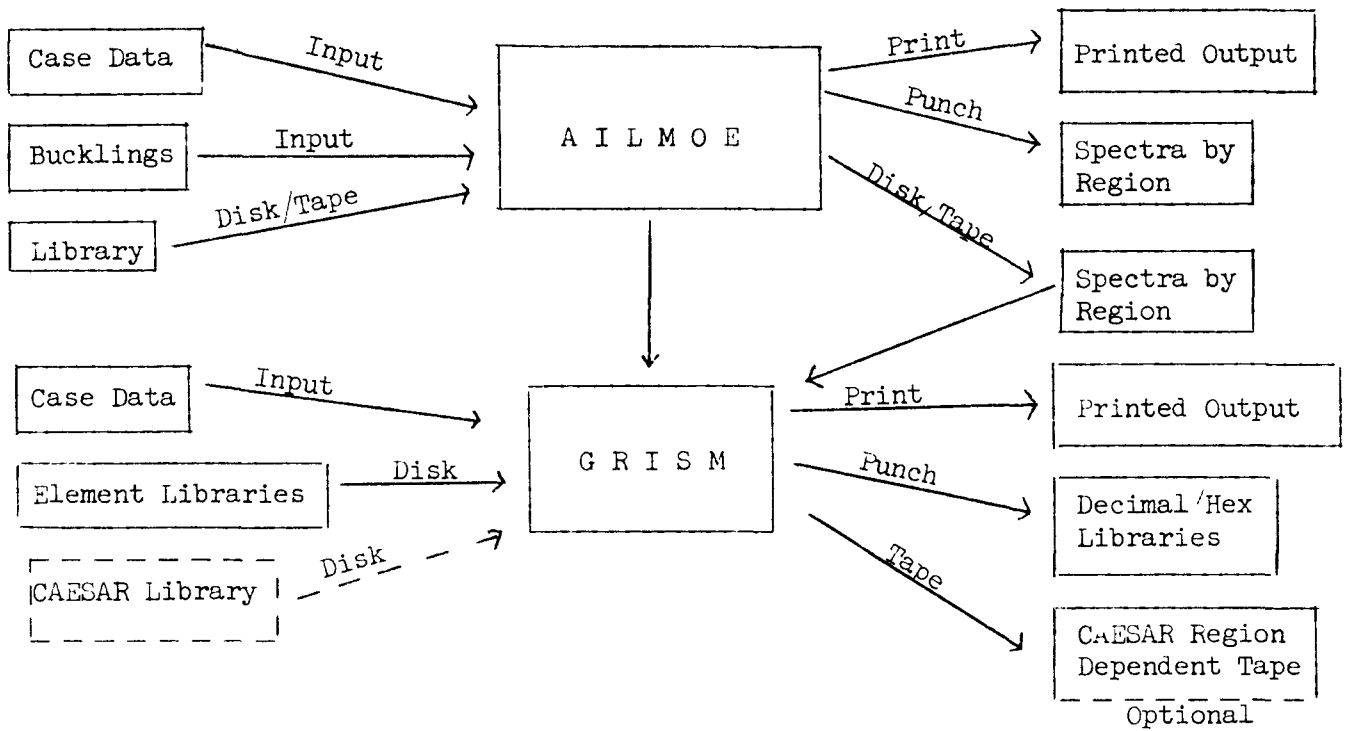 Case Data
Input
Bucklings
Input
Library
Disk/Tape
A I L M O E
Print
Printed Output
Punch
Spectra by
Region
Disk/Tape
Spectra by
Region
Case Data
Input
Element Libraries
Disk
CAESAR Library
Disk
G R I S M
Print
Printed Output
Punch
Decimal/Hex
Libraries
Tape
CAESAR Region
Dependent Tape
Optional